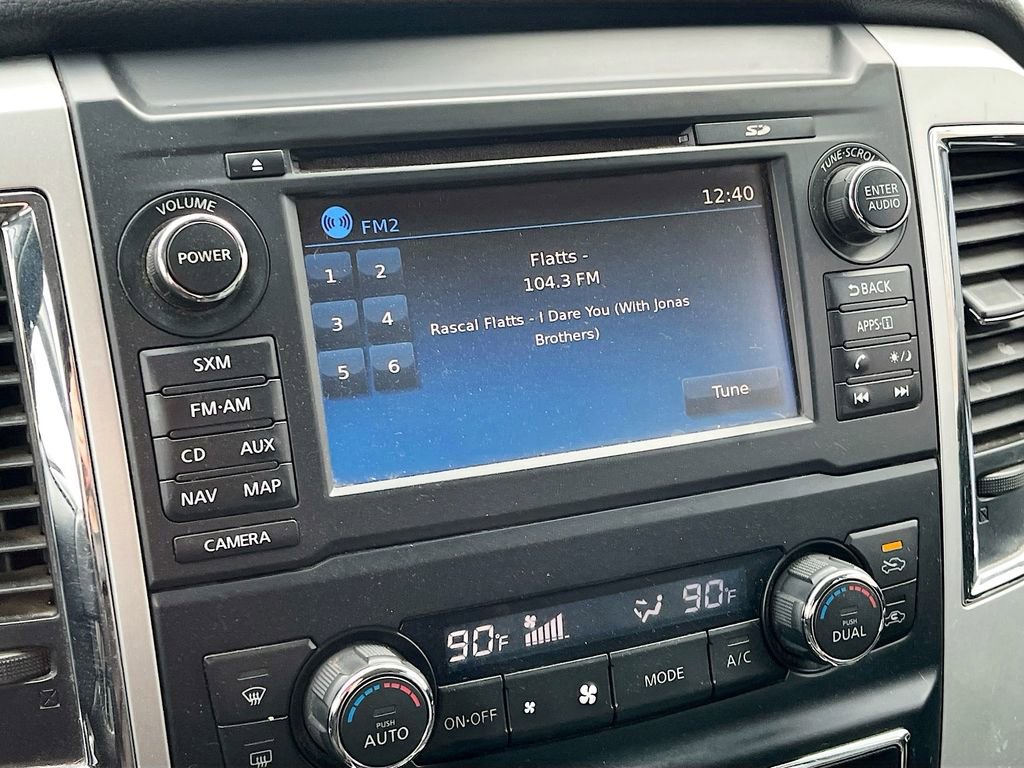 SD
VOLUME
POWER
FM2
12:40
TUNE·SCROLL
ENTER
AUDIO
1 2
3 4
5 6
Flatts -
104.3 FM
Rascal Flatts - I Dare You (With Jonas
Brothers)
Tune
BACK
APPS·i
SXM
FM·AM
CD AUX
NAV MAP
CAMERA
90°F
90°F
PUSH
AUTO
ON·OFF
MODE
A/C
PUSH
DUAL